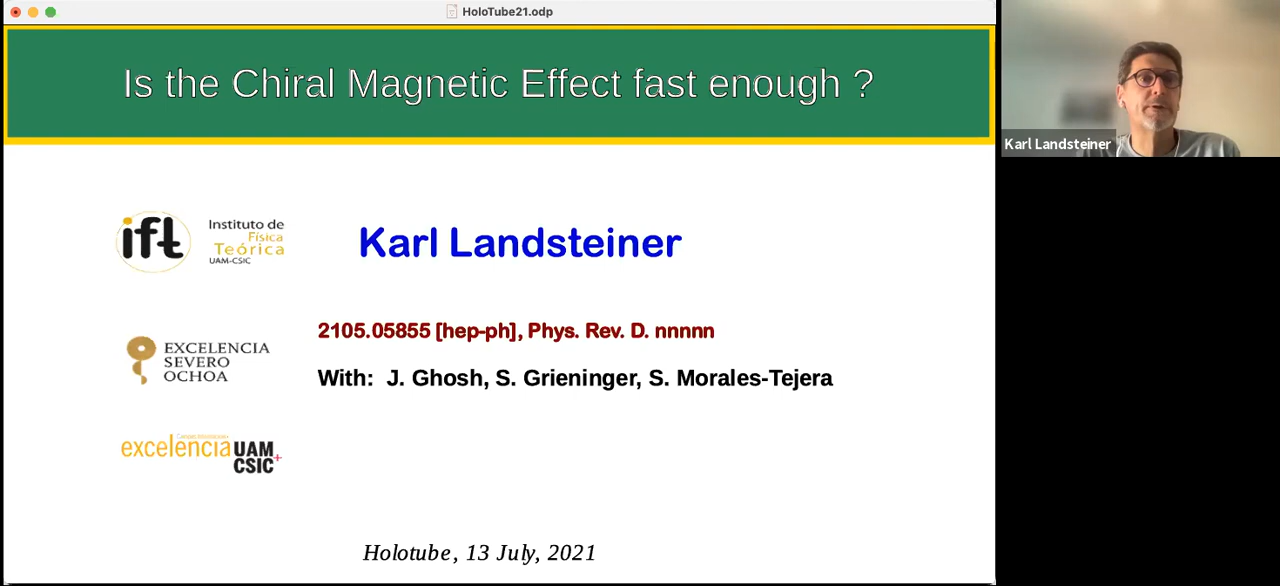 HoloTube21.odp
Is the Chiral Magnetic Effect fast enough ?
Karl Landsteiner
ift
Instituto de
Física
Teórica
UAM-CSIC
Karl Landsteiner
2105.05855 [hep-ph], Phys. Rev. D. nnnnn
EXCELENCIA
SEVERO
OCHOA
With: J. Ghosh, S. Grieninger, S. Morales-Tejera
excelencia UAM
CSIC+
Holotube, 13 July, 2021